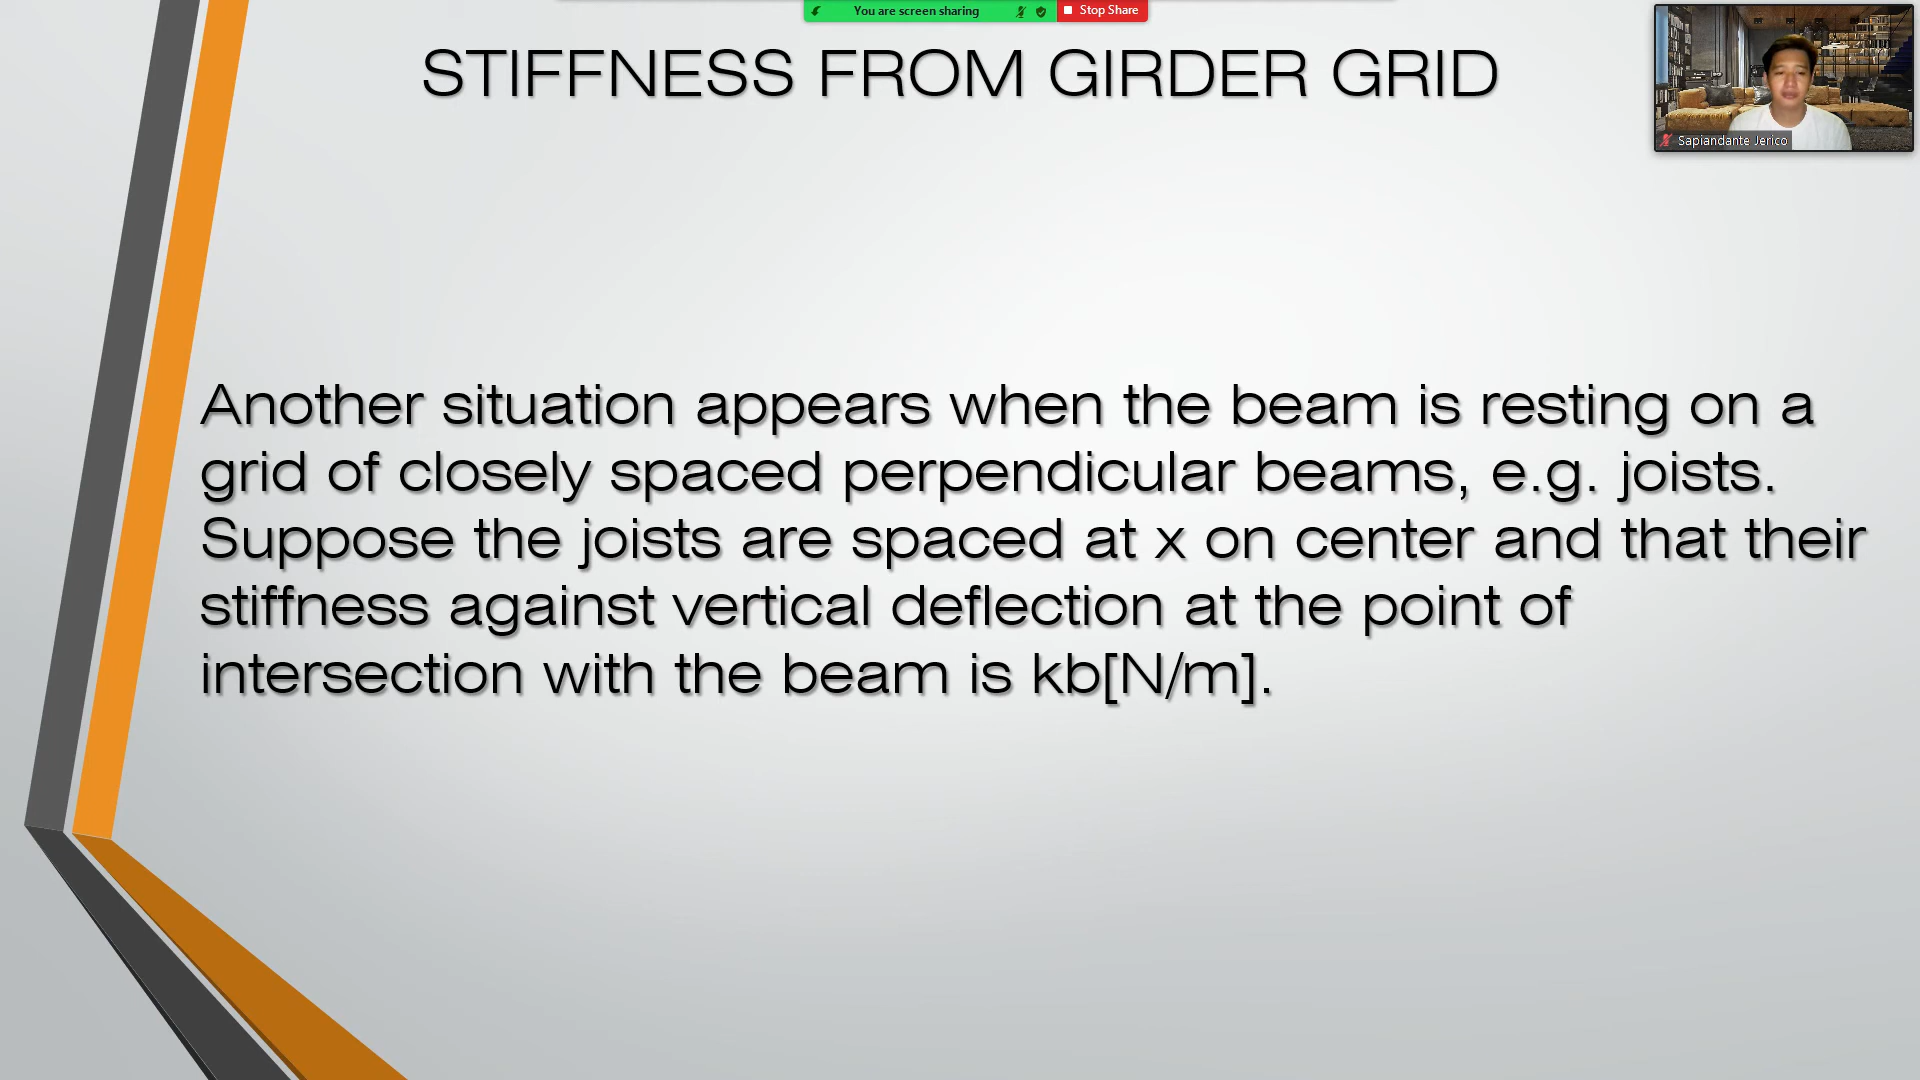 You are screen sharing
Stop Share
STIFFNESS FROM GIRDER GRID
Sapiandante Jerico
Another situation appears when the beam is resting on a
grid of closely spaced perpendicular beams, e.g. joists.
Suppose the joists are spaced at x on center and that their
stiffness against vertical deflection at the point of
intersection with the beam is kb[N/m].